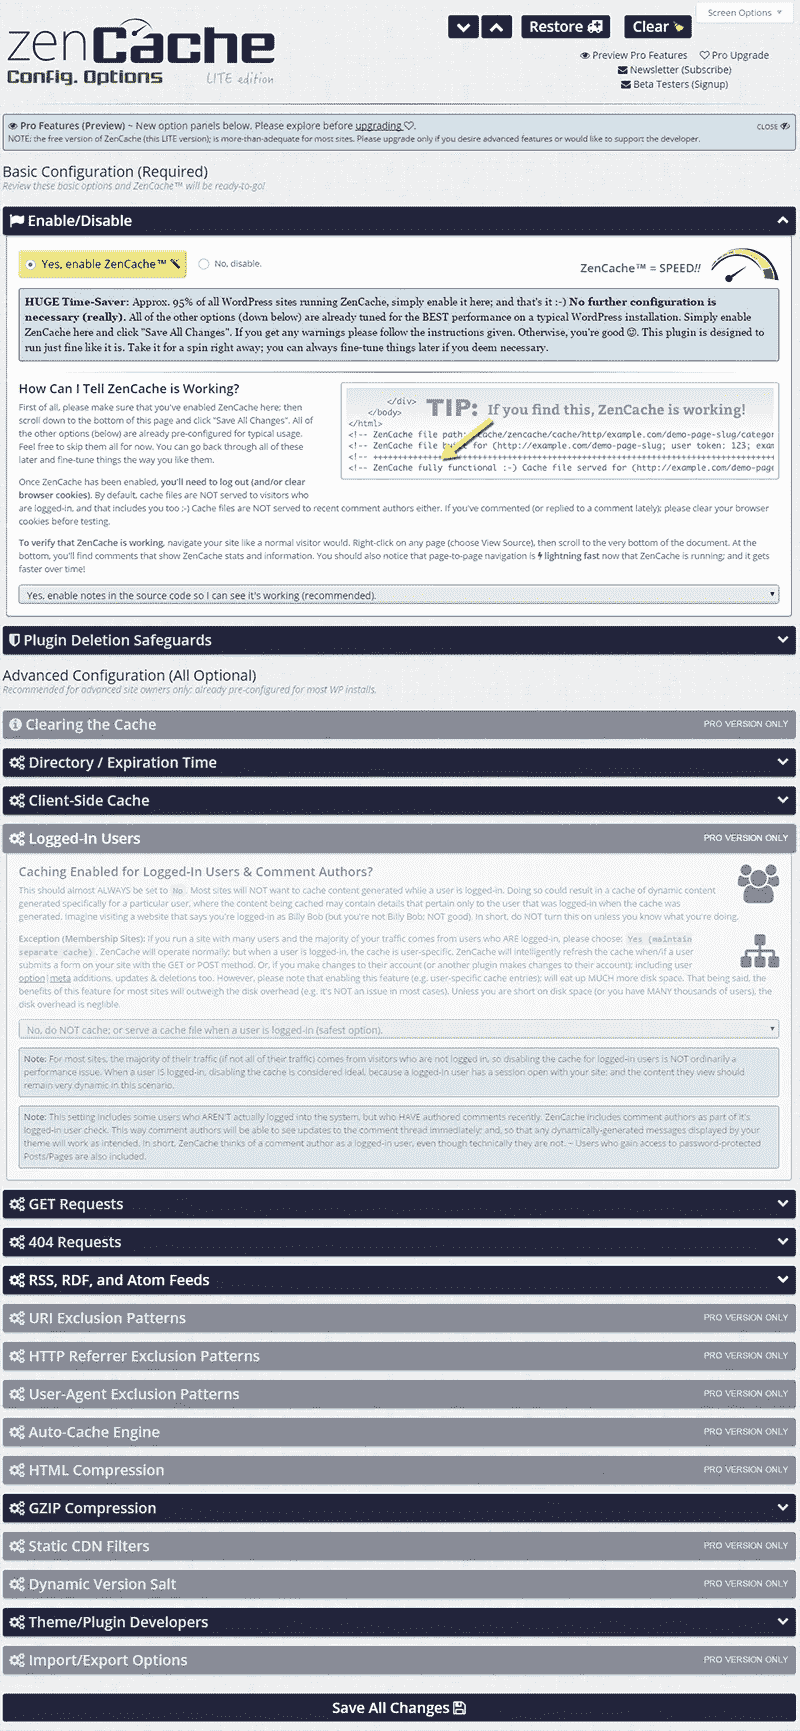 Screen Options
zenCache
Config. Options
LITE edition
Restore
Clear
Preview Pro Features Pro Upgrade
Newsletter (Subscribe)
Beta Testers (Signup)
Pro Features (Preview) ~ New option panels below. Please explore before upgrading.
CLOSE
NOTE: the free version of ZenCache (this LITE version); is more-than-adequate for most sites. Please upgrade only if you desire advanced features or would like to support the developer.
Basic Configuration (Required)
Review these basic options and ZenCache™ will be ready-to-go!
Enable/Disable
Yes, enable ZenCache™
No, disable.
ZenCache™ = SPEED!!
HUGE Time-Saver: Approx. 95% of all WordPress sites running ZenCache, simply enable it here; and that's it :-) No further configuration is
necessary (really). All of the other options (down below) are already tuned for the BEST performance on a typical WordPress installation. Simply enable
ZenCache here and click "Save All Changes". If you get any warnings please follow the instructions given. Otherwise, you're good ☺. This plugin is designed to
run just fine like it is. Take it for a spin right away; you can always fine-tune things later if you deem necessary.
How Can I Tell ZenCache is Working?
First of all, please make sure that you've enabled ZenCache here; then
scroll down to the bottom of this page and click "Save All Changes". All of
the other options (below) are already pre-configured for typical usage.
Feel free to skip them all for now. You can go back through all of these
later and fine-tune things the way you like them.
</div>
</body>
</html>
TIP: If you find this, ZenCache is working!
<!-- ZenCache file path: /cache/zencache/cache/http/example.com/demo-page-slug/categor
<!-- ZenCache file built for (http://example.com/demo-page-slug; user token: 123; exam
<!-- ++++++++++++++++++++++++++++++++++++++++++++++++++++++++++++++++++++++
<!-- ZenCache fully functional :-) Cache file served for (http://example.com/demo-page
Once ZenCache has been enabled, you'll need to log out (and/or clear
browser cookies). By default, cache files are NOT served to visitors who
are logged-in, and that includes you too ;-) Cache files are NOT served to recent comment authors either. If you've commented (or replied to a comment lately); please clear your browser
cookies before testing.
To verify that ZenCache is working, navigate your site like a normal visitor would. Right-click on any page (choose View Source), then scroll to the very bottom of the document. At the
bottom, you'll find comments that show ZenCache stats and information. You should also notice that page-to-page navigation is lightning fast now that ZenCache is running; and it gets
faster over time!
Yes, enable notes in the source code so I can see it's working (recommended).
Plugin Deletion Safeguards
Advanced Configuration (All Optional)
Recommended for advanced site owners only; already pre-configured for most WP installs.
Clearing the Cache PRO VERSION ONLY
Directory / Expiration Time
Client-Side Cache
Logged-In Users PRO VERSION ONLY
Caching Enabled for Logged-In Users & Comment Authors?
This should almost ALWAYS be set to No. Most sites will NOT want to cache content generated while a user is logged-in. Doing so could result in a cache of dynamic content
generated specifically for a particular user, where the content being cached may contain details that pertain only to the user that was logged-in when the cache was
generated. Imagine visiting a website that says you're logged-in as Billy Bob (but you're not Billy Bob; NOT good). In short, do NOT turn this on unless you know what you're doing.
Exception (Membership Sites): If you run a site with many users and the majority of your traffic comes from users who ARE logged-in, please choose: Yes (maintain
separate cache). ZenCache will operate normally; but when a user is logged-in, the cache is user-specific. ZenCache will intelligently refresh the cache when/if a user
submits a form on your site with the GET or POST method. Or, if you make changes to their account (or another plugin makes changes to their account); including user
option|meta additions, updates & deletions too. However, please note that enabling this feature (e.g. user-specific cache entries); will eat up MUCH more disk space. That being said, the
benefits of this feature for most sites will outweigh the disk overhead (e.g. it's NOT an issue in most cases). Unless you are short on disk space (or you have MANY thousands of users), the
disk overhead is neglible.
No, do NOT cache; or serve a cache file when a user is logged-in (safest option).
Note: For most sites, the majority of their traffic (if not all of their traffic) comes from visitors who are not logged in, so disabling the cache for logged-in users is NOT ordinarily a
performance issue. When a user IS logged-in, disabling the cache is considered ideal, because a logged-in user has a session open with your site; and the content they view should
remain very dynamic in this scenario.
Note: This setting includes some users who AREN'T actually logged into the system, but who HAVE authored comments recently. ZenCache includes comment authors as part of it's
logged-in user check. This way comment authors will be able to see updates to the comment thread immediately; and, so that any dynamically-generated messages displayed by your
theme will work as intended. In short, ZenCache thinks of a comment author as a logged-in user, even though technically they are not. ~ Users who gain access to password-protected
Posts/Pages are also included.
GET Requests
404 Requests
RSS, RDF, and Atom Feeds
URI Exclusion Patterns PRO VERSION ONLY
HTTP Referrer Exclusion Patterns PRO VERSION ONLY
User-Agent Exclusion Patterns PRO VERSION ONLY
Auto-Cache Engine PRO VERSION ONLY
HTML Compression PRO VERSION ONLY
GZIP Compression
Static CDN Filters PRO VERSION ONLY
Dynamic Version Salt PRO VERSION ONLY
Theme/Plugin Developers
Import/Export Options PRO VERSION ONLY
Save All Changes